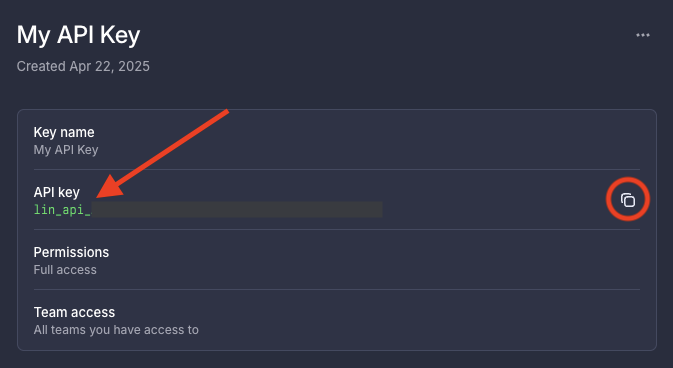 My API Key
Created Apr 22, 2025
Key name
My API Key
API key
lin_api_
Permissions
Full access
Team access
All teams you have access to